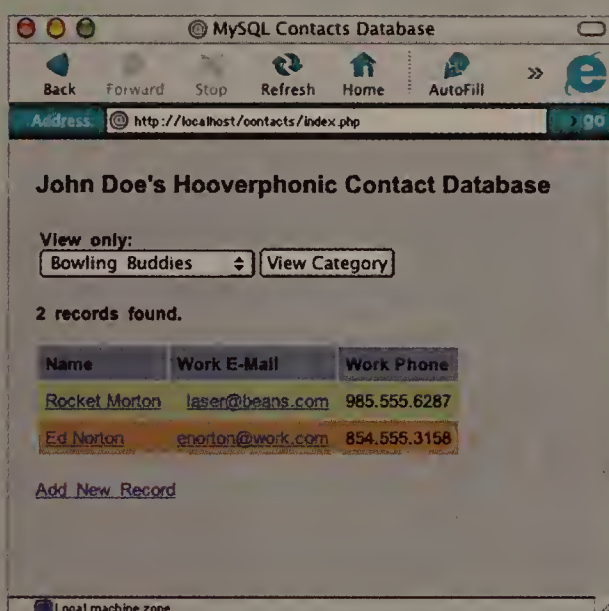 MySQL Contacts Database
Back Forward Stop Refresh Home AutoFill »
Address: @ http://localhost/contacts/index.php go
John Doe's Hooverphonic Contact Database
View only:
Bowling Buddies View Category
2 records found.
Name Work E-Mail Work Phone
Rocket Morton laser@beans.com 985.555.6287
Ed Norton enorton@work.com 854.555.3158
Add New Record
Local machine zone